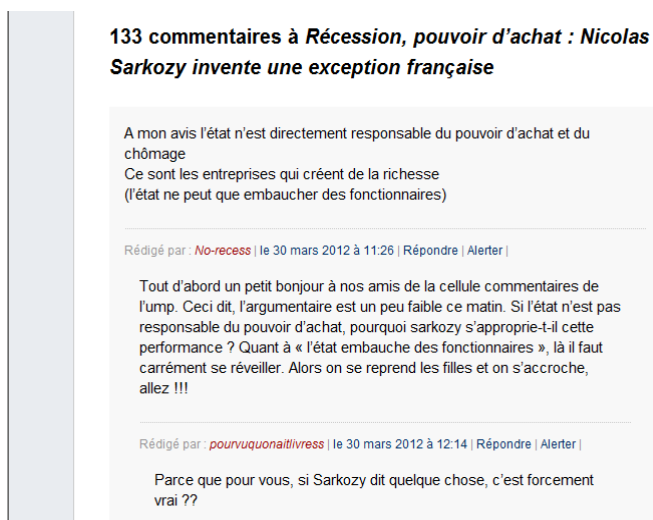 133 commentaires à Récession, pouvoir d’achat : Nicolas
Sarkozy invente une exception française
A mon avis l’état n’est directement responsable du pouvoir d’achat et du
chômage
Ce sont les entreprises qui créent de la richesse
(l’état ne peut que embaucher des fonctionnaires)
Rédigé par : No-recess | le 30 mars 2012 à 11:26 | Répondre | Alerter |
Tout d’abord un petit bonjour à nos amis de la cellule commentaires de
l’ump. Ceci dit, l’argumentaire est un peu faible ce matin. Si l’état n’est pas
responsable du pouvoir d’achat, pourquoi sarkozy s’approprie-t-il cette
performance ? Quant à « l’état embauche des fonctionnaires », là il faut
carrément se réveiller. Alors on se reprend les filles et on s’accroche,
allez !!!
Rédigé par : pourvuquonaitlivress | le 30 mars 2012 à 12:14 | Répondre | Alerter |
Parce que pour vous, si Sarkozy dit quelque chose, c’est forcement
vrai ??